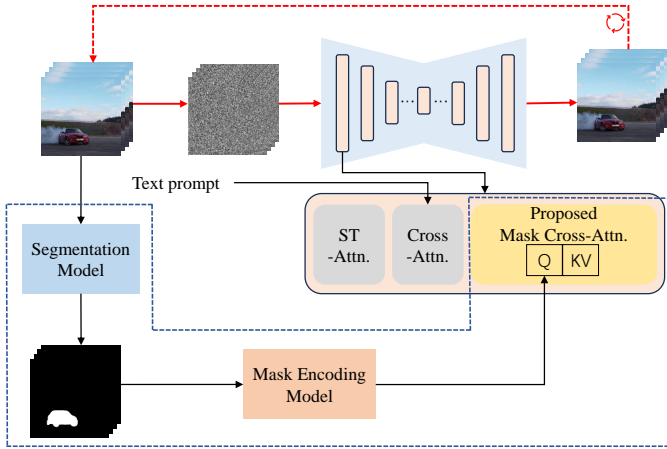 Text prompt
Segmentation
Model
ST
-Attn.
Cross
-Attn.
Proposed
Mask Cross-Attn.
Q KV
Mask Encoding
Model